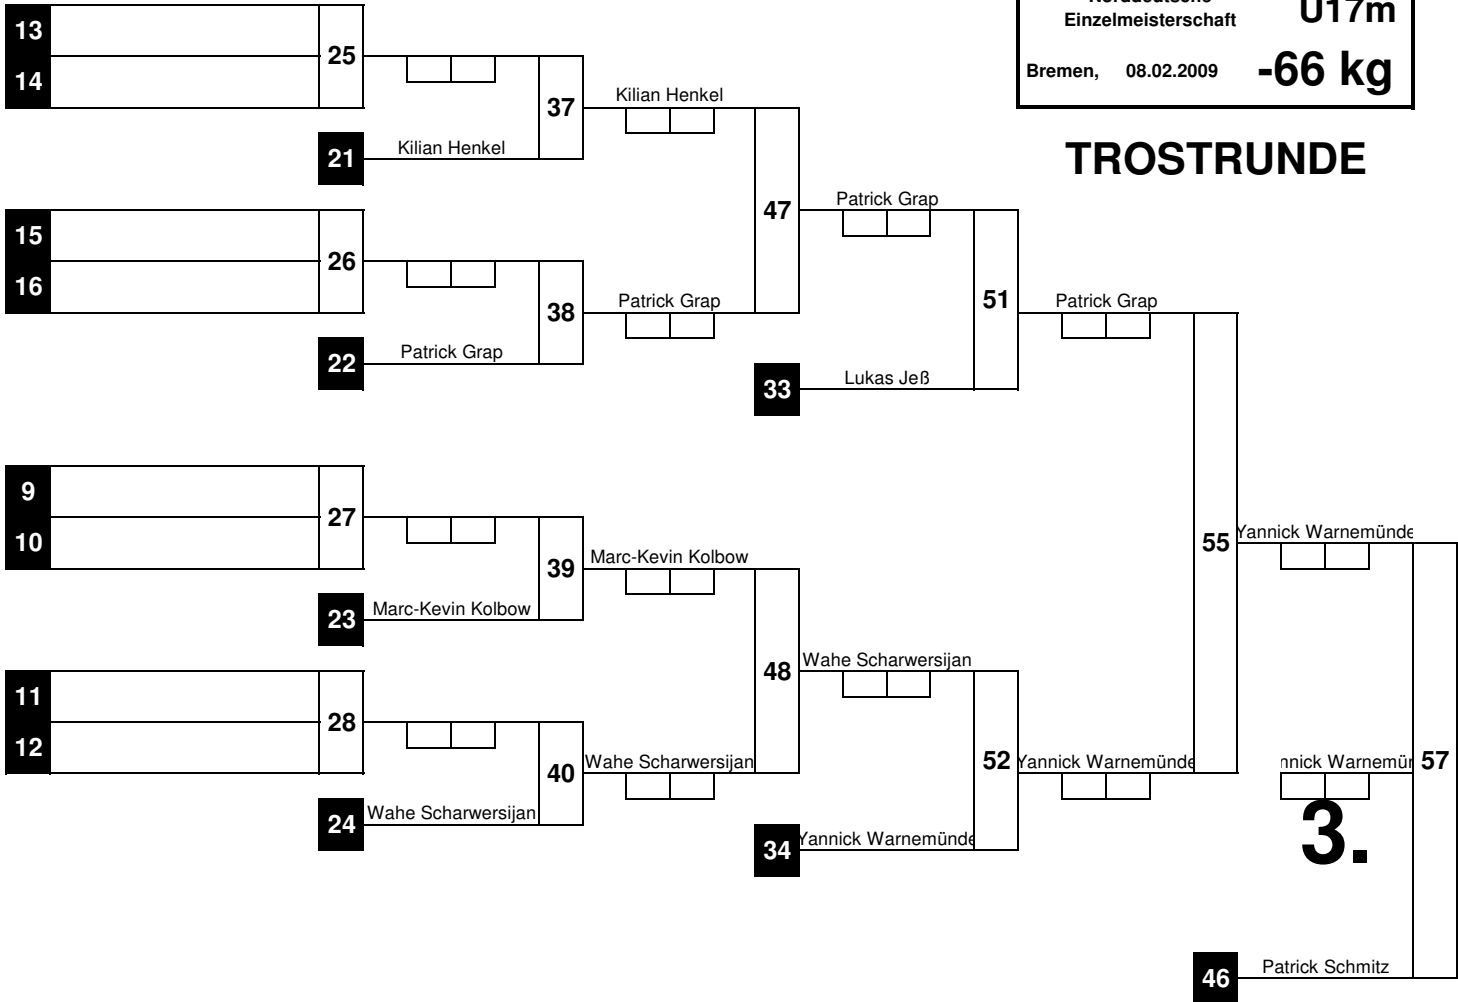 Norddeutsche
Einzelmeisterschaft
U17m
Bremen, 08.02.2009 -66 kg
TROSTRUNDE
13
14
25
37
Kilian Henkel
21
Kilian Henkel
47
Patrick Grap
15
16
26
38
Patrick Grap
22
Patrick Grap
51
Patrick Grap
33
Lukas Jeß
9
10
27
39
Marc-Kevin Kolbow
23
Marc-Kevin Kolbow
55
Yannick Warnemünde
11
12
28
40
Wahe Scharwersijan
24
Wahe Scharwersijan
48
Wahe Scharwersijan
52
Yannick Warnemünde
34
Yannick Warnemünde
nnick Warnemün
57
3.
46
Patrick Schmitz